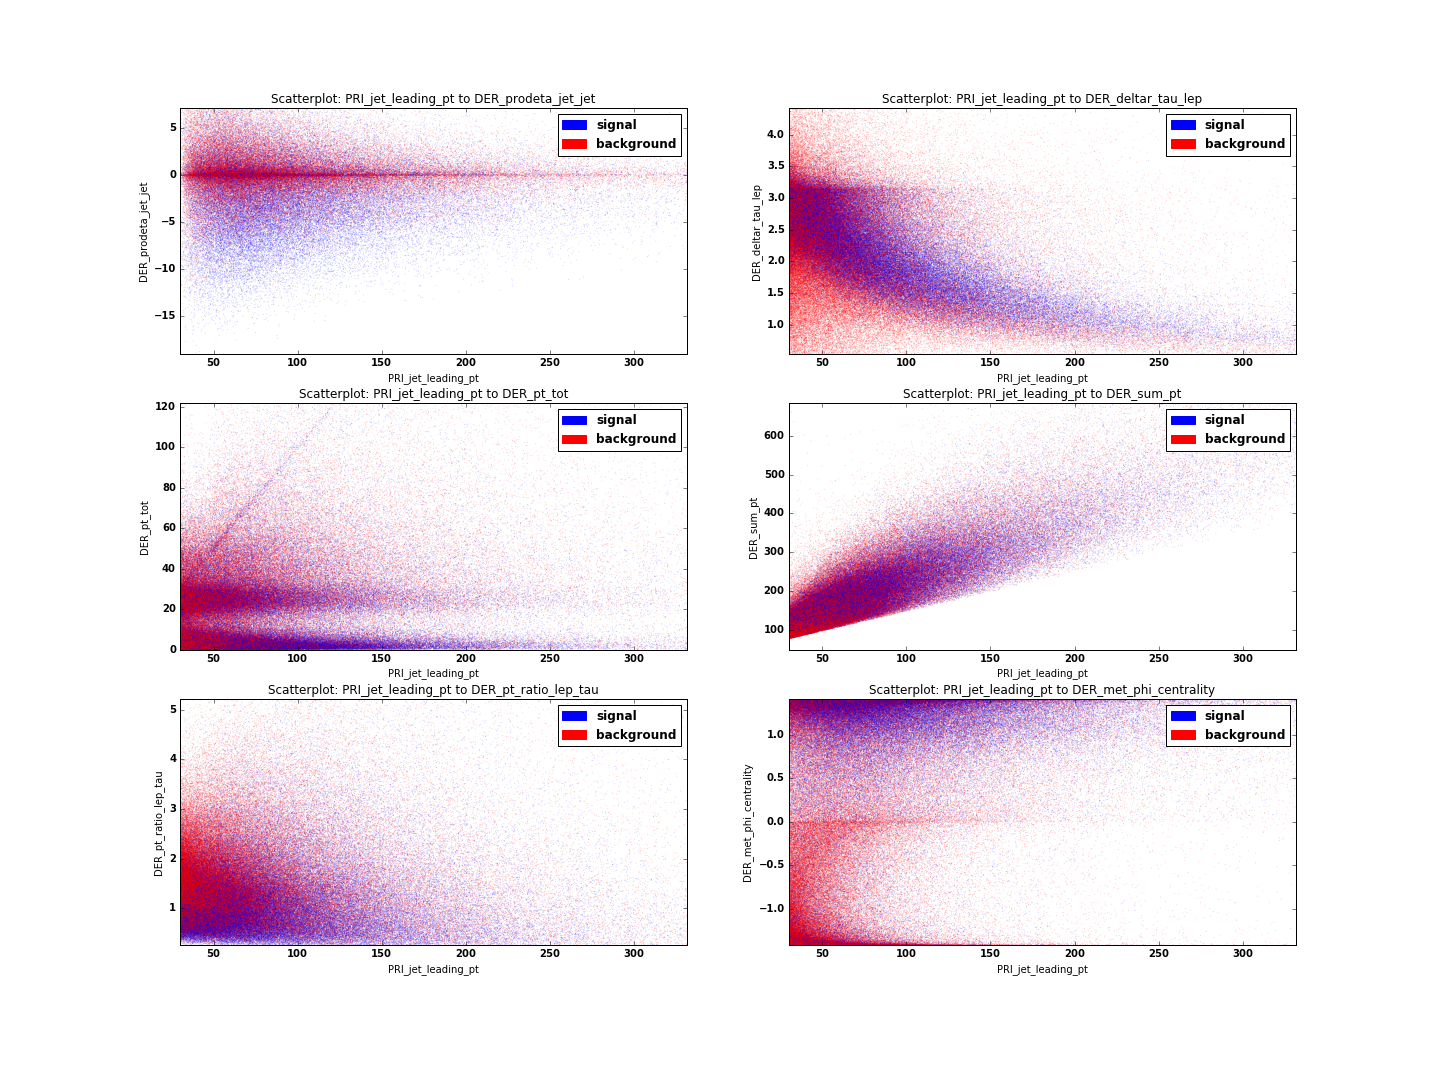 Scatterplot: PRI_jet_leading_pt to DER_prodeta_jet_jet
signal
background
5
0
−5
−10
−15
DER_prodeta_jet_jet
50 100 150 200 250 300
PRI_jet_leading_pt
Scatterplot: PRI_jet_leading_pt to DER_deltar_tau_lep
signal
background
4.0
3.5
3.0
2.5
2.0
1.5
1.0
DER_deltar_tau_lep
50 100 150 200 250 300
PRI_jet_leading_pt
Scatterplot: PRI_jet_leading_pt to DER_pt_tot
signal
background
120
100
80
60
40
20
0
DER_pt_tot
50 100 150 200 250 300
PRI_jet_leading_pt
Scatterplot: PRI_jet_leading_pt to DER_sum_pt
signal
background
600
500
400
300
200
100
DER_sum_pt
50 100 150 200 250 300
PRI_jet_leading_pt
Scatterplot: PRI_jet_leading_pt to DER_pt_ratio_lep_tau
signal
background
5
4
3
2
1
DER_pt_ratio_lep_tau
50 100 150 200 250 300
PRI_jet_leading_pt
Scatterplot: PRI_jet_leading_pt to DER_met_phi_centrality
signal
background
1.0
0.5
0.0
−0.5
−1.0
DER_met_phi_centrality
50 100 150 200 250 300
PRI_jet_leading_pt